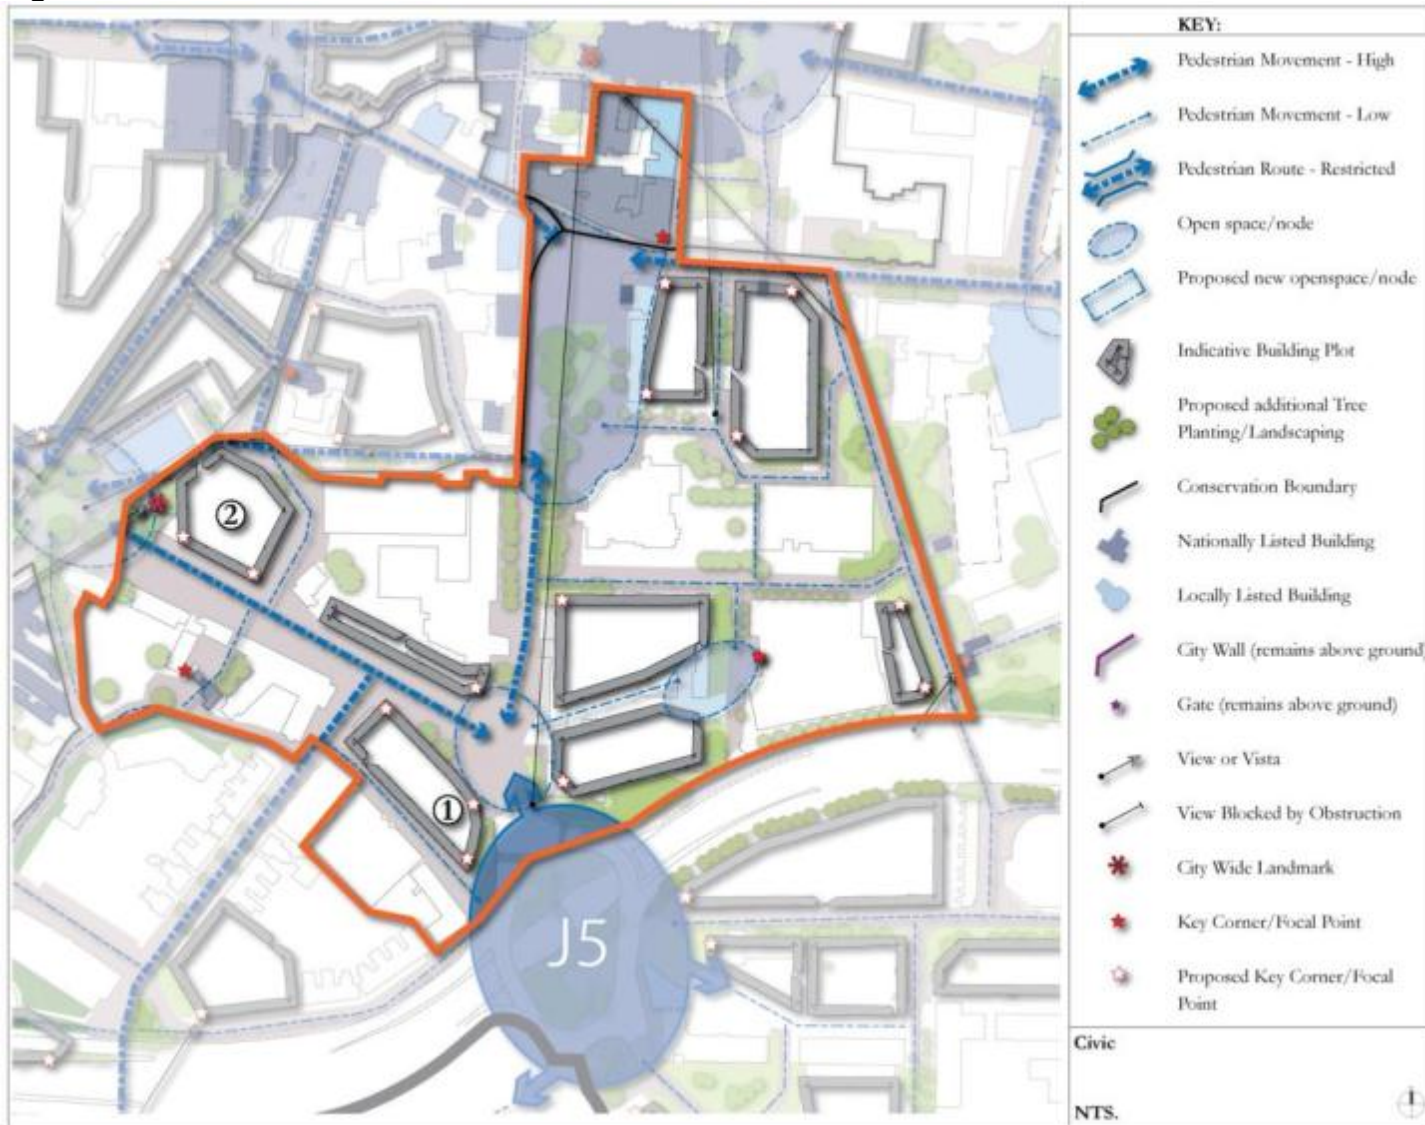 KEY:
Pedestrian Movement - High
Pedestrian Movement - Low
Pedestrian Route - Restricted
Open space/node
Proposed new openspace/node
Indicative Building Plot
Proposed additional Tree
Planting/Landscaping
Conservation Boundary
Nationally Listed Building
Locally Listed Building
City Wall (remains above ground)
Gate (remains above ground)
View or Vista
View Blocked by Obstruction
City Wide Landmark
Key Corner/Focal Point
Proposed Key Corner/Focal
Point
2
1
J5
Civic
NTS.